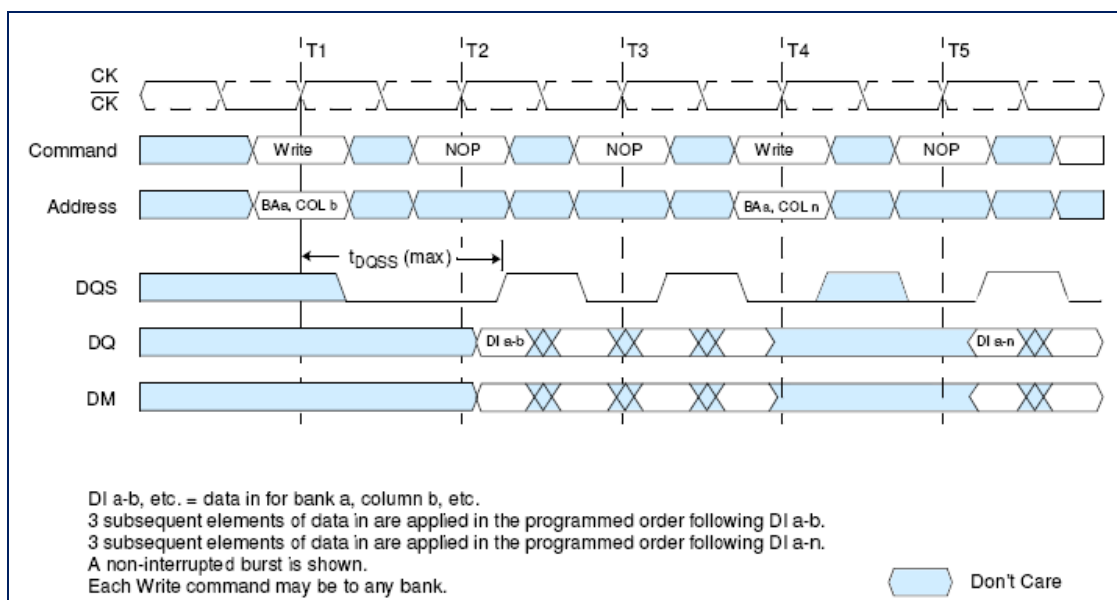 T1 T2 T3 T4 T5
CK
CK
Command Write NOP NOP Write NOP
Address BAa, COL b BAa, COL n
tDQSS (max)
DQS
DQ DI a-b DI a-n
DM
DI a-b, etc. = data in for bank a, column b, etc.
3 subsequent elements of data in are applied in the programmed order following DI a-b.
3 subsequent elements of data in are applied in the programmed order following DI a-n.
A non-interrupted burst is shown.
Each Write command may be to any bank.
Don't Care